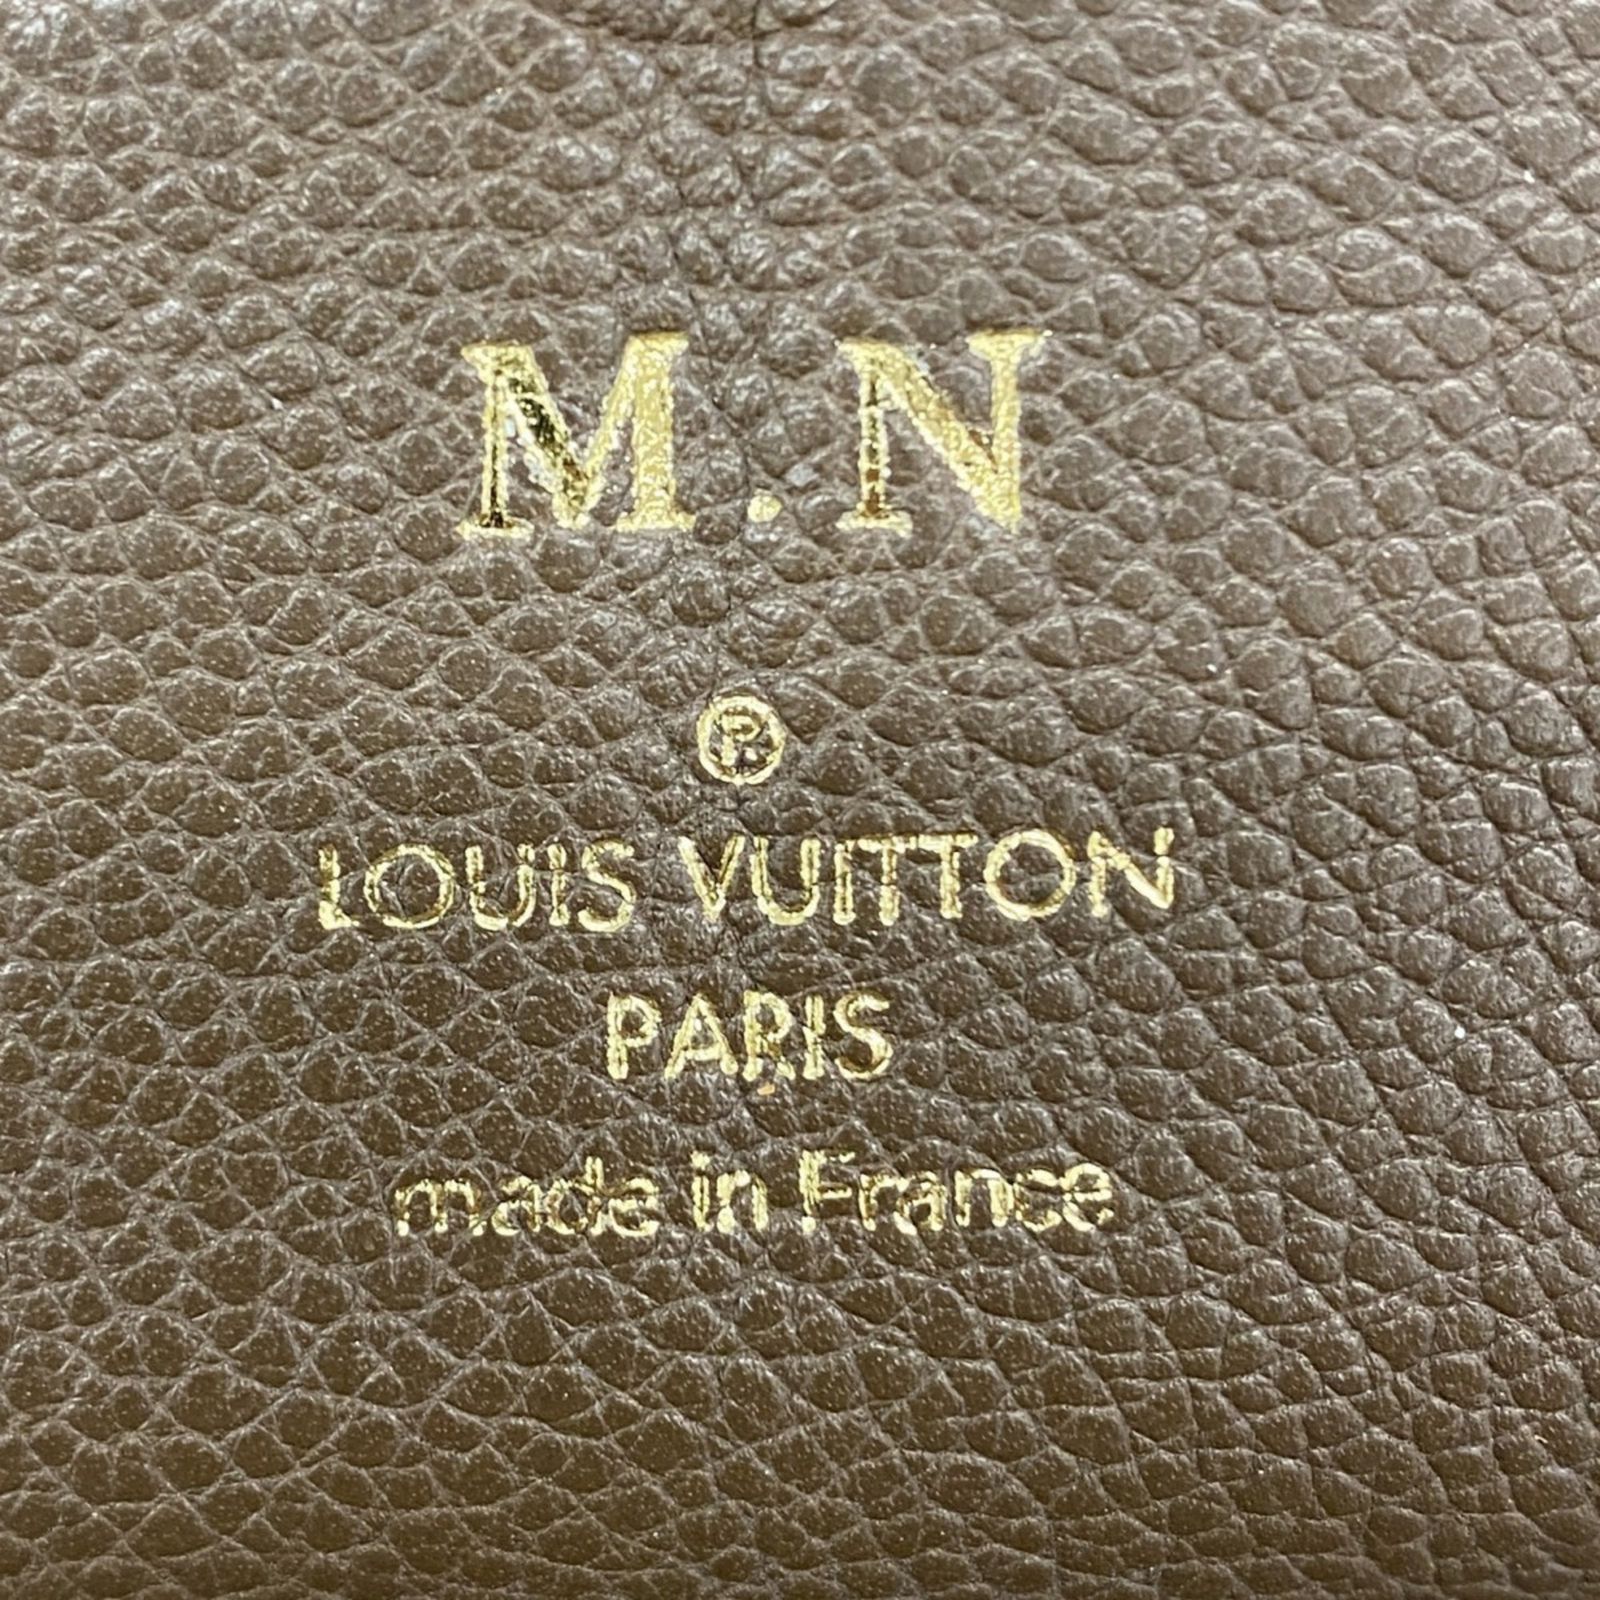 M.N
®
LOUIS VUITTON
PARIS
made in France